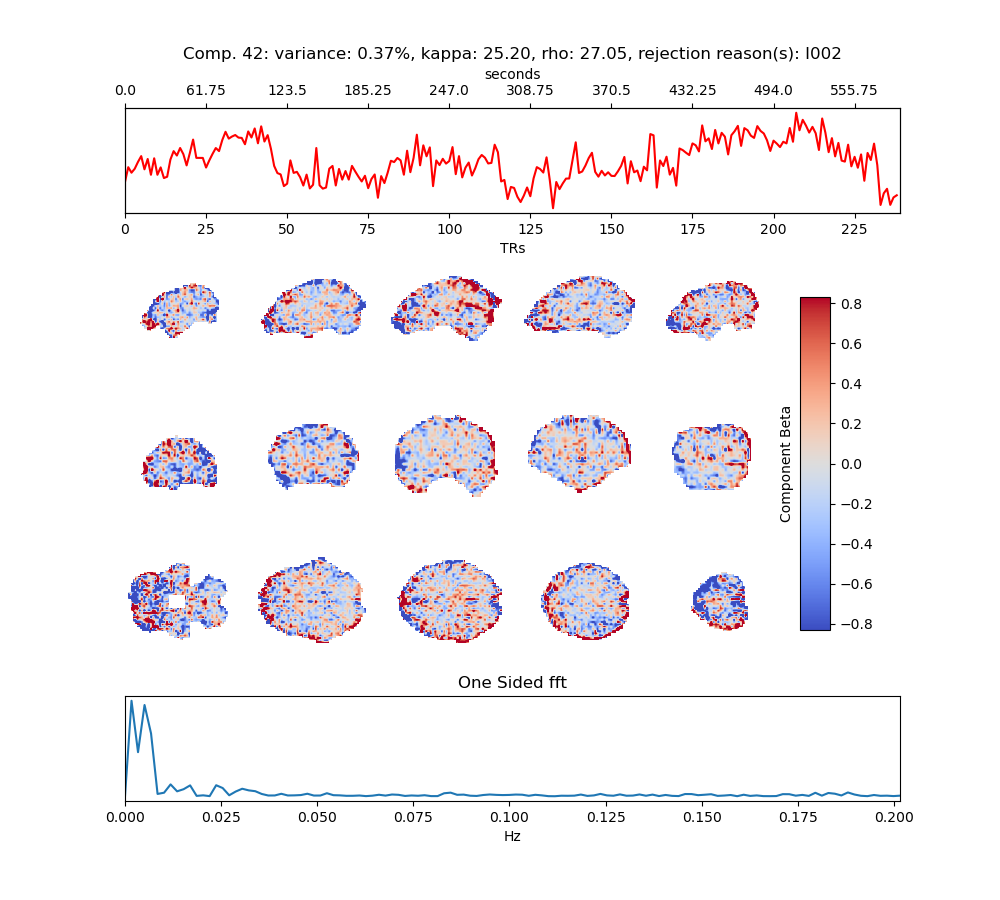 Comp. 42: variance: 0.37%, kappa: 25.20, rho: 27.05, rejection reason(s): I002
seconds
0.0 61.75 123.5 185.25 247.0 308.75 370.5 432.25 494.0 555.75
0 25 50 75 100 125 150 175 200 225
TRs
0.8
0.6
0.4
0.2
0.0
−0.2
−0.4
−0.6
−0.8
Component Beta
One Sided fft
0.000 0.025 0.050 0.075 0.100 0.125 0.150 0.175 0.200
Hz